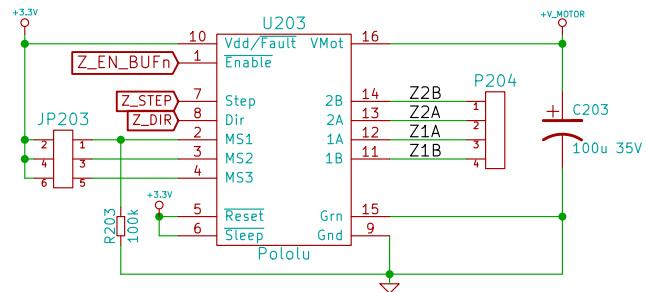 +3.3V
+V_MOTOR
U203
10 Vdd/Fault VMot 16
Z_EN_BUFn 1 Enable
P204
Z_STEP 7 Step 2B 14 Z2B 1
Z_DIR 8 Dir 2A 13 Z2A 2
C203
JP203
2 1 2 MS1 1A 12 Z1A 3
100u 35V
4 3 3 MS2 1B 11 Z1B 4
6 5 4 MS3
+3.3V
R203
100k
5 Reset Grn 15
6 Sleep Gnd 9
Pololu